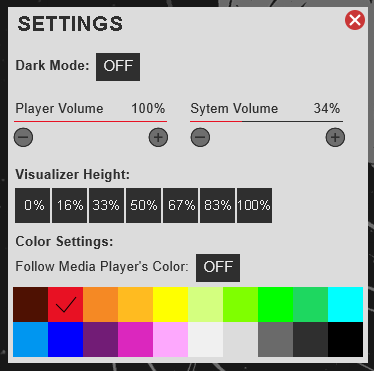 SETTINGS
Dark Mode: OFF
Player Volume 100% Sytem Volume 34%
Visualizer Height:
0% 16% 33% 50% 67% 83% 100%
Color Settings:
Follow Media Player's Color: OFF